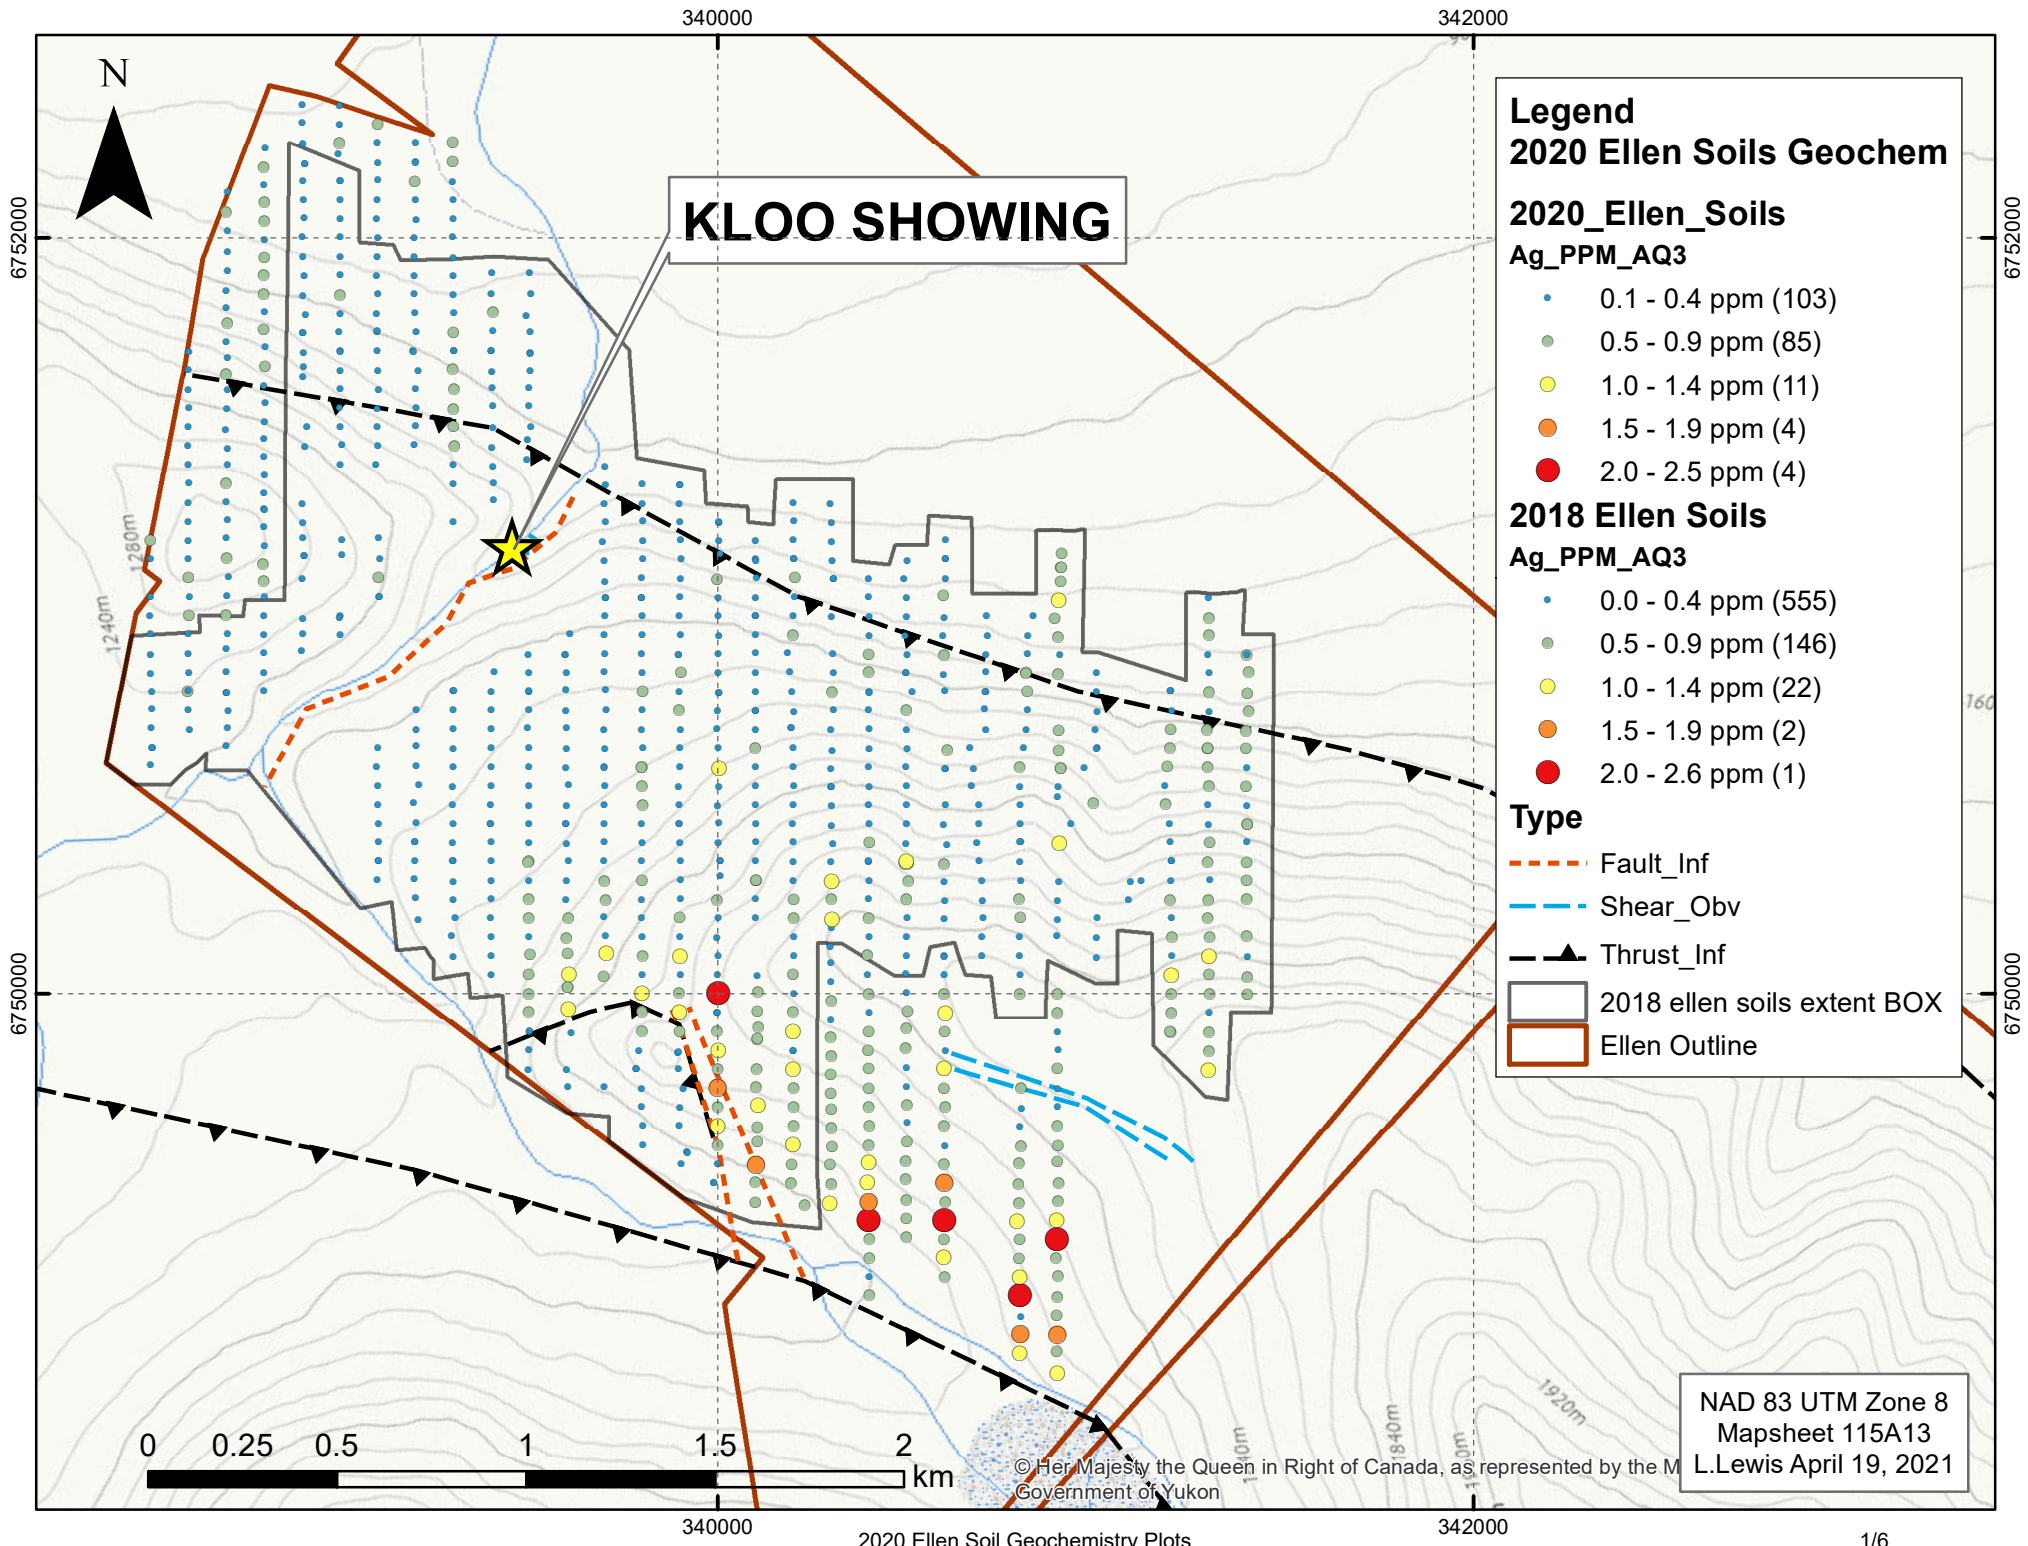 340000
342000
N
KLOO SHOWING
6752000
6752000
6750000
6750000
1280m
1240m
Legend
2020 Ellen Soils Geochem
2020_Ellen_Soils
Ag_PPM_AQ3
0.1 - 0.4 ppm (103)
0.5 - 0.9 ppm (85)
1.0 - 1.4 ppm (11)
1.5 - 1.9 ppm (4)
2.0 - 2.5 ppm (4)
2018 Ellen Soils
Ag_PPM_AQ3
0.0 - 0.4 ppm (555)
0.5 - 0.9 ppm (146)
1.0 - 1.4 ppm (22)
1.5 - 1.9 ppm (2)
2.0 - 2.6 ppm (1)
Type
Fault_Inf
Shear_Obv
Thrust_Inf
2018 ellen soils extent BOX
Ellen Outline
160
1920m
1840m
0 0.25 0.5 1 1.5 2
km
© Her Majesty the Queen in Right of Canada, as represented by the M
Government of Yukon
NAD 83 UTM Zone 8
Mapsheet 115A13
L.Lewis April 19, 2021
340000
342000
2020 Ellen Soil Geochemistry Plots
1/6